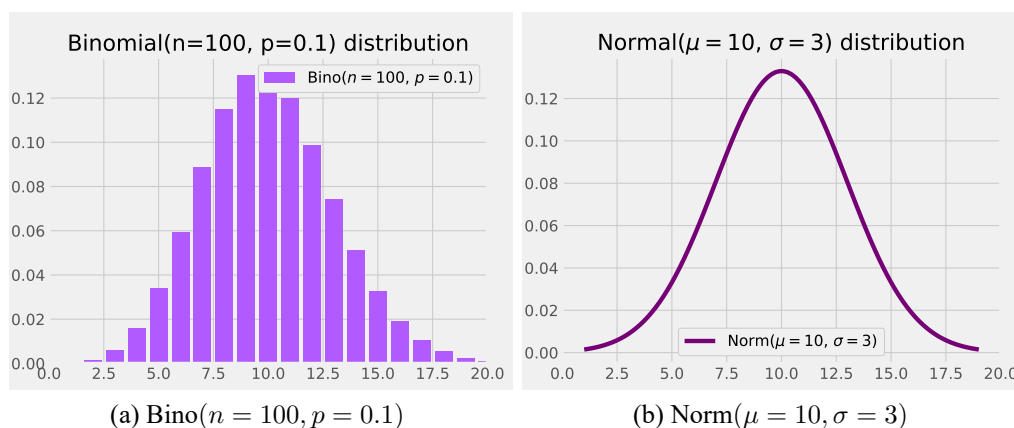 Binomial(n=100, p=0.1) distribution
Bino(n = 100, p = 0.1)
0.12
0.10
0.08
0.06
0.04
0.02
0.00
0.0 2.5 5.0 7.5 10.0 12.5 15.0 17.5 20.0
(a) Bino(n = 100, p = 0.1)
Normal(μ = 10, σ = 3) distribution
0.12
0.10
0.08
0.06
0.04
0.02
0.00
Norm(μ = 10, σ = 3)
0.0 2.5 5.0 7.5 10.0 12.5 15.0 17.5 20.0
(b) Norm(μ = 10, σ = 3)